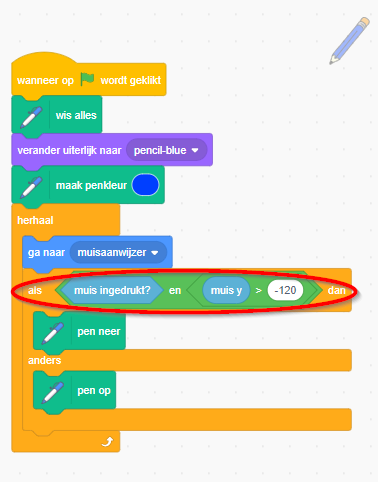 wanneer op wordt geklikt
wis alles
verander uiterlijk naar pencil-blue
maak penkleur
herhaal
ga naar muisaanwijzer
als muis ingedrukt? en muis y > -120 dan
pen neer
anders
pen op